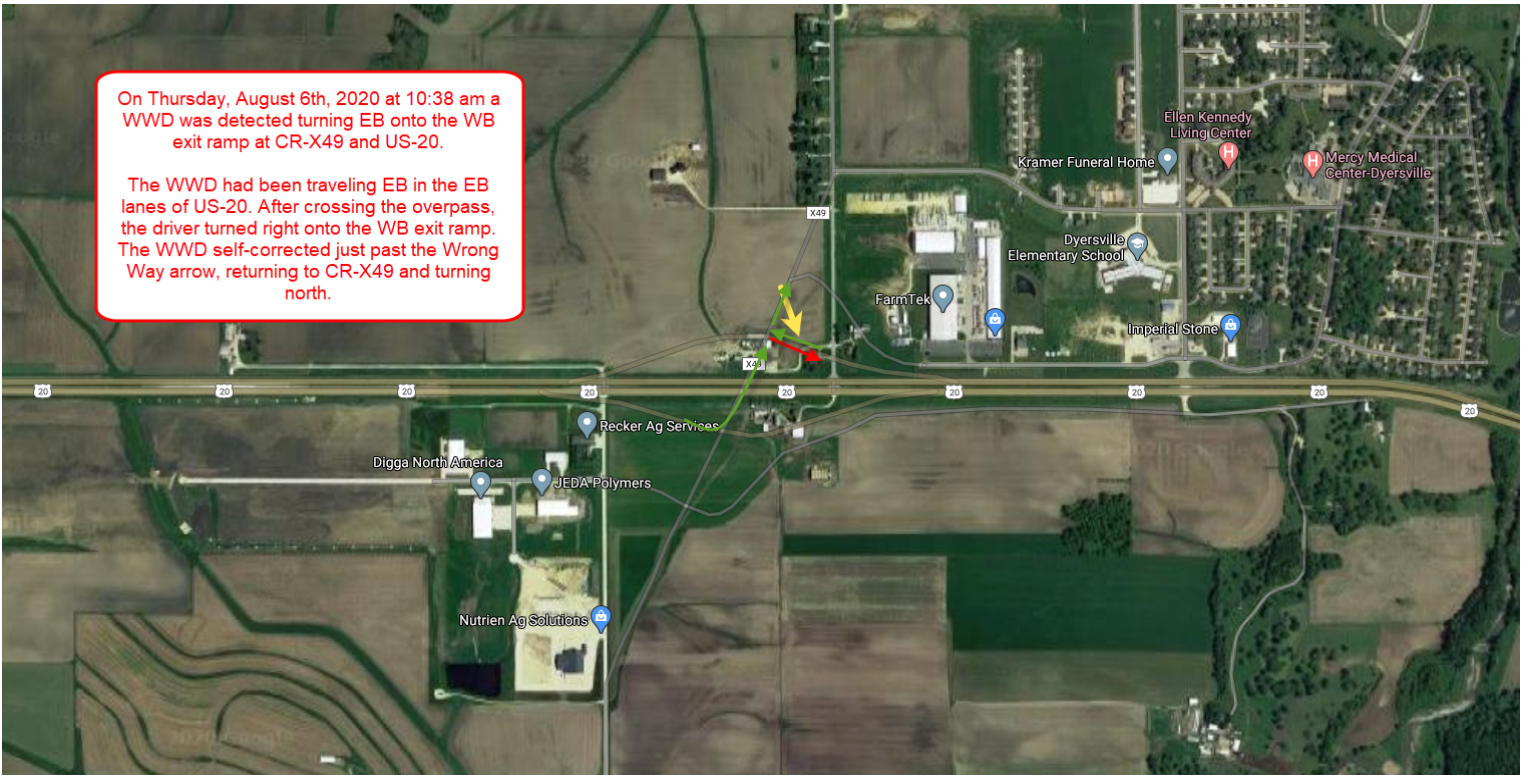 On Thursday, August 6th, 2020 at 10:38 am a
WWD was detected turning EB onto the WB
exit ramp at CR-X49 and US-20.
The WWD had been traveling EB in the EB
lanes of US-20. After crossing the overpass,
the driver turned right onto the WB exit ramp.
The WWD self-corrected just past the Wrong
Way arrow, returning to CR-X49 and turning
north.
Ellen Kennedy
Living Center
Kramer Funeral Home
Mercy Medical
Center-Dyersville
X49
Dyersville
Elementary School
FarmTek
Imperial Stone
X49
20
20
20
20
20
20
20
20
20
Recker Ag Services
Digga North America
JEDA Polymers
Nutrien Ag Solutions